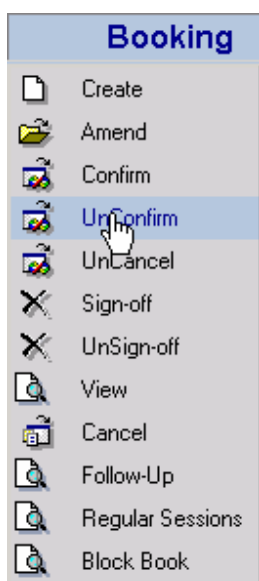 Booking
Create
Amend
Confirm
UnConfirm
UnCancel
Sign-off
UnSign-off
View
Cancel
Follow-Up
Regular Sessions
Block Book